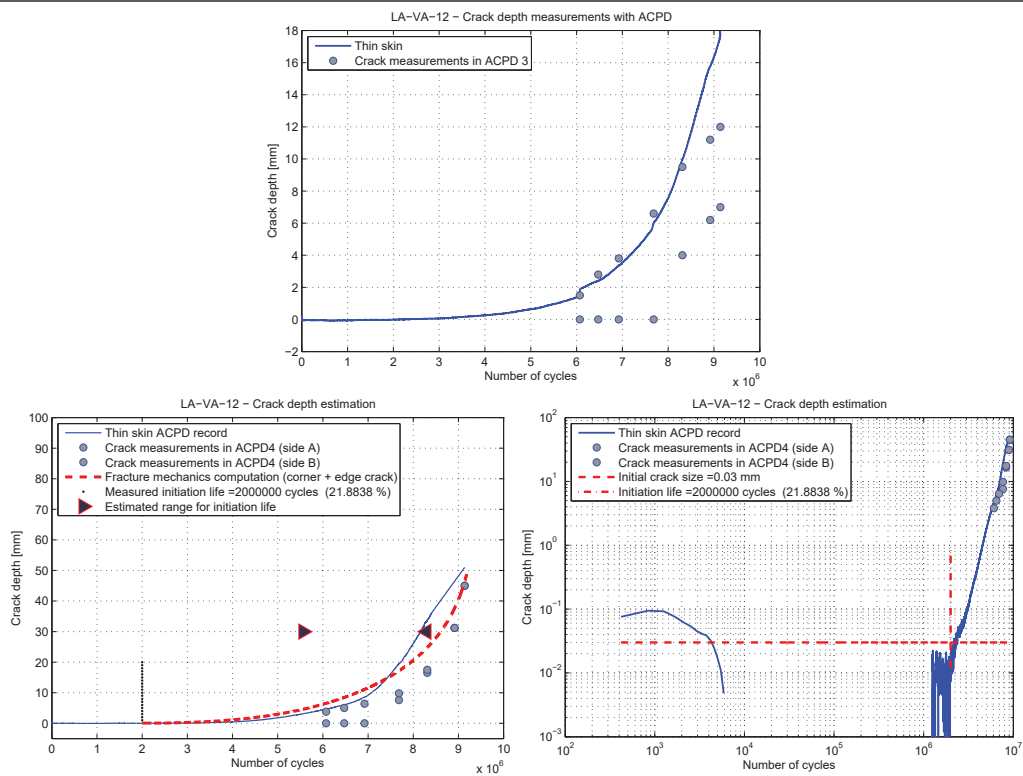 LA−VA−12 − Crack depth measurements with ACPD
18
16
14
12
10
8
6
4
2
0
−2
Crack depth [mm]
Thin skin
Crack measurements in ACPD 3
0 1 2 3 4 5 6 7 8 9 10
Number of cycles
x 10^6
LA−VA−12 − Crack depth estimation
100
90
80
70
60
50
40
30
20
10
0
Crack depth [mm]
Thin skin ACPD record
Crack measurements in ACPD4 (side A)
Crack measurements in ACPD4 (side B)
Fracture mechanics computation (corner + edge crack)
Measured initiation life =2000000 cycles (21.8838 %)
Estimated range for initiation life
0 1 2 3 4 5 6 7 8 9 10
Number of cycles
x 10^6
LA−VA−12 − Crack depth estimation
10^2
10^1
10^0
10^−1
10^−2
10^−3
Crack depth [mm]
Thin skin ACPD record
Crack measurements in ACPD4 (side A)
Crack measurements in ACPD4 (side B)
Initial crack size =0.03 mm
Initiation life =2000000 cycles (21.8838 %)
10^2 10^3 10^4 10^5 10^6 10^7
Number of cycles